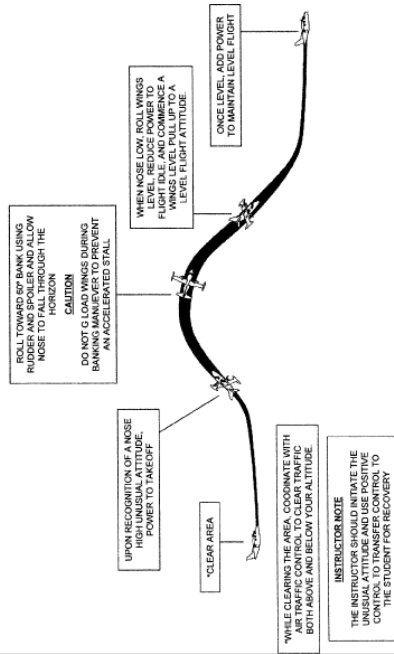 *CLEAR AREA
UPON RECOGNITION OF A NOSE
HIGH UNUSUAL ATTITUDE,
POWER TO TAKEOFF
ROLL TOWARD 60° BANK USING
RUDDER AND SPOILER AND ALLOW
NOSE TO FALL THROUGH THE
HORIZON
CAUTION
DO NOT G LOAD WINGS DURING
BANKING MANUEVER TO PREVENT
AN ACCELERATED STALL
WHEN NOSE LOW, ROLL WINGS
LEVEL, REDUCE POWER TO
FLIGHT IDLE, AND COMMENCE A
WINGS LEVEL PULL UP TO A
LEVEL FLIGHT ATTITUDE.
ONCE LEVEL, ADD POWER
TO MAINTAIN LEVEL FLIGHT
*WHILE CLEARING THE AREA, COODINATE WITH
AIR TRAFFIC CONTROL TO CLEAR TRAFFIC
BOTH ABOVE AND BELOW YOUR ALTITUDE.
INSTRUCTOR NOTE
THE INSTRUCTOR SHOULD INITIATE THE
UNUSUAL ATTITUDE AND USE POSITIVE
CONTROL TO TRANSFER CONTROL TO
THE STUDENT FOR RECOVERY